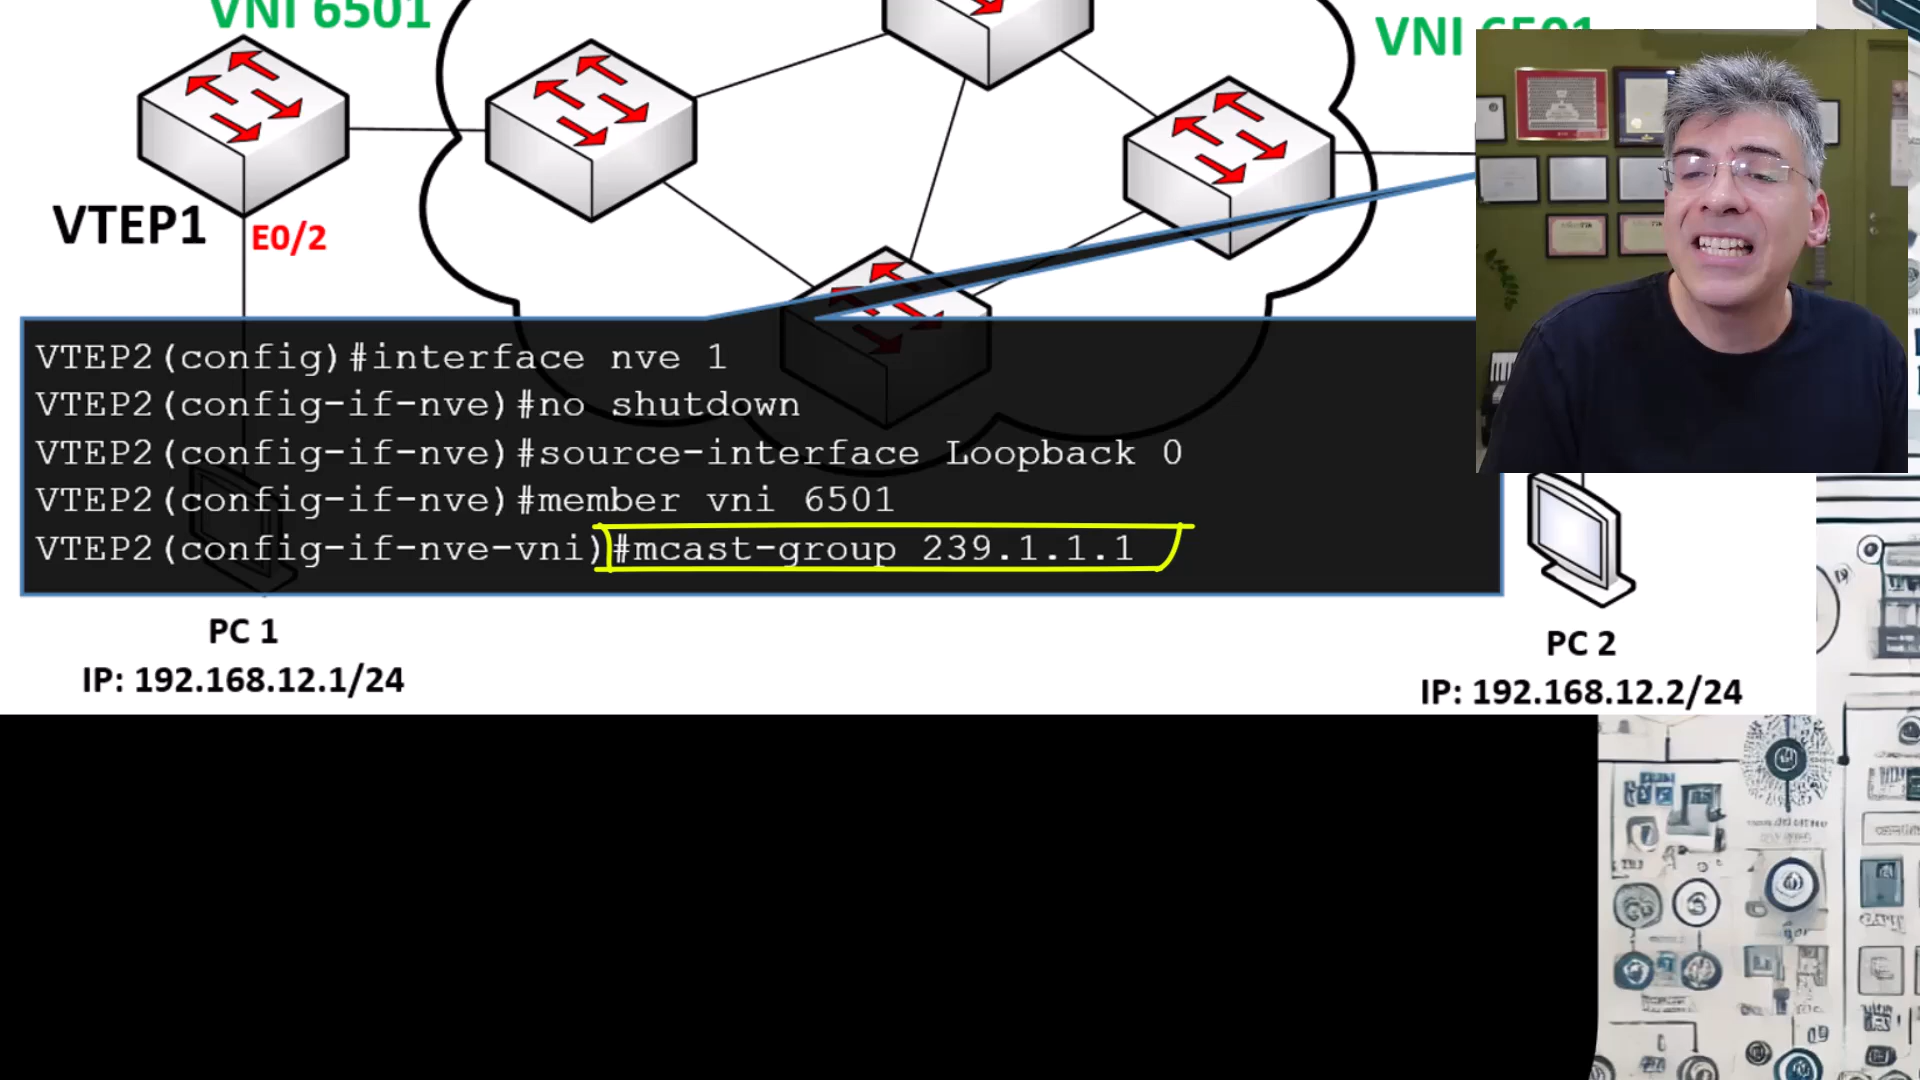 VNI 6501
VNI 6501
VTEP1
E0/2
VTEP2(config)#interface nve 1
VTEP2(config-if-nve)#no shutdown
VTEP2(config-if-nve)#source-interface Loopback 0
VTEP2(config-if-nve)#member vni 6501
VTEP2(config-if-nve-vni)#mcast-group 239.1.1.1
PC 1
IP: 192.168.12.1/24
PC 2
IP: 192.168.12.2/24